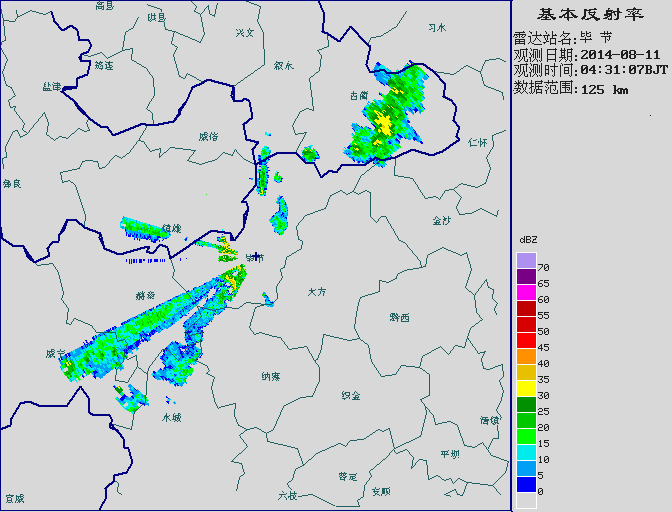 基本反射率
雷达站名: 毕 节
观测日期: 2014-08-11
观测时间: 04:31:07BJT
数据范围: 125 km
高县
珙县
兴文
习水
筠连
叙水
盐津
古蔺
威信
仁怀
彝良
镇雄
金沙
毕节
赫章
大方
黔西
威宁
纳雍
织金
清镇
水城
平坝
普定
六枝
安顺
宣威
dBZ
70
65
60
55
50
45
40
35
30
25
20
15
10
5
0